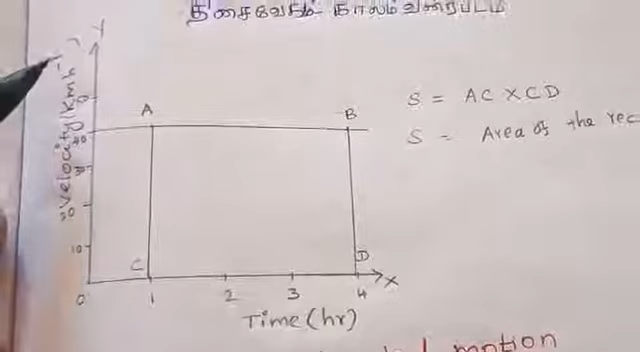 திசைவேகம் காலம் வரைபடம்
Y
Velocity (Kmh⁻¹)
A
B
S = AC X CD
S = Area of the rec
40
30
20
10
C
D
X
0 1 2 3 4
Time (hr)
motion